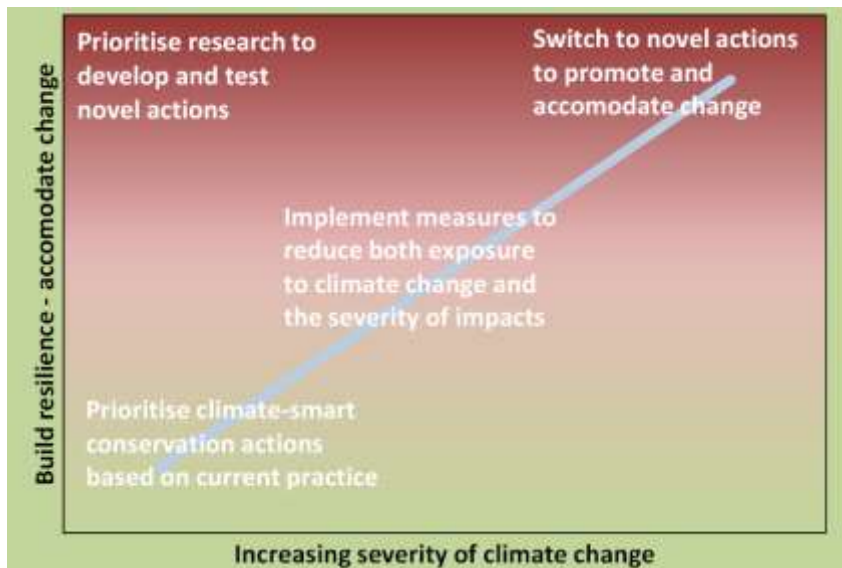 Prioritise research to
develop and test
novel actions
Switch to novel actions
to promote and
accomodate change
Implement measures to
reduce both exposure
to climate change and
the severity of impacts
Prioritise climate-smart
conservation actions
based on current practice
Build resilience - accomodate change
Increasing severity of climate change